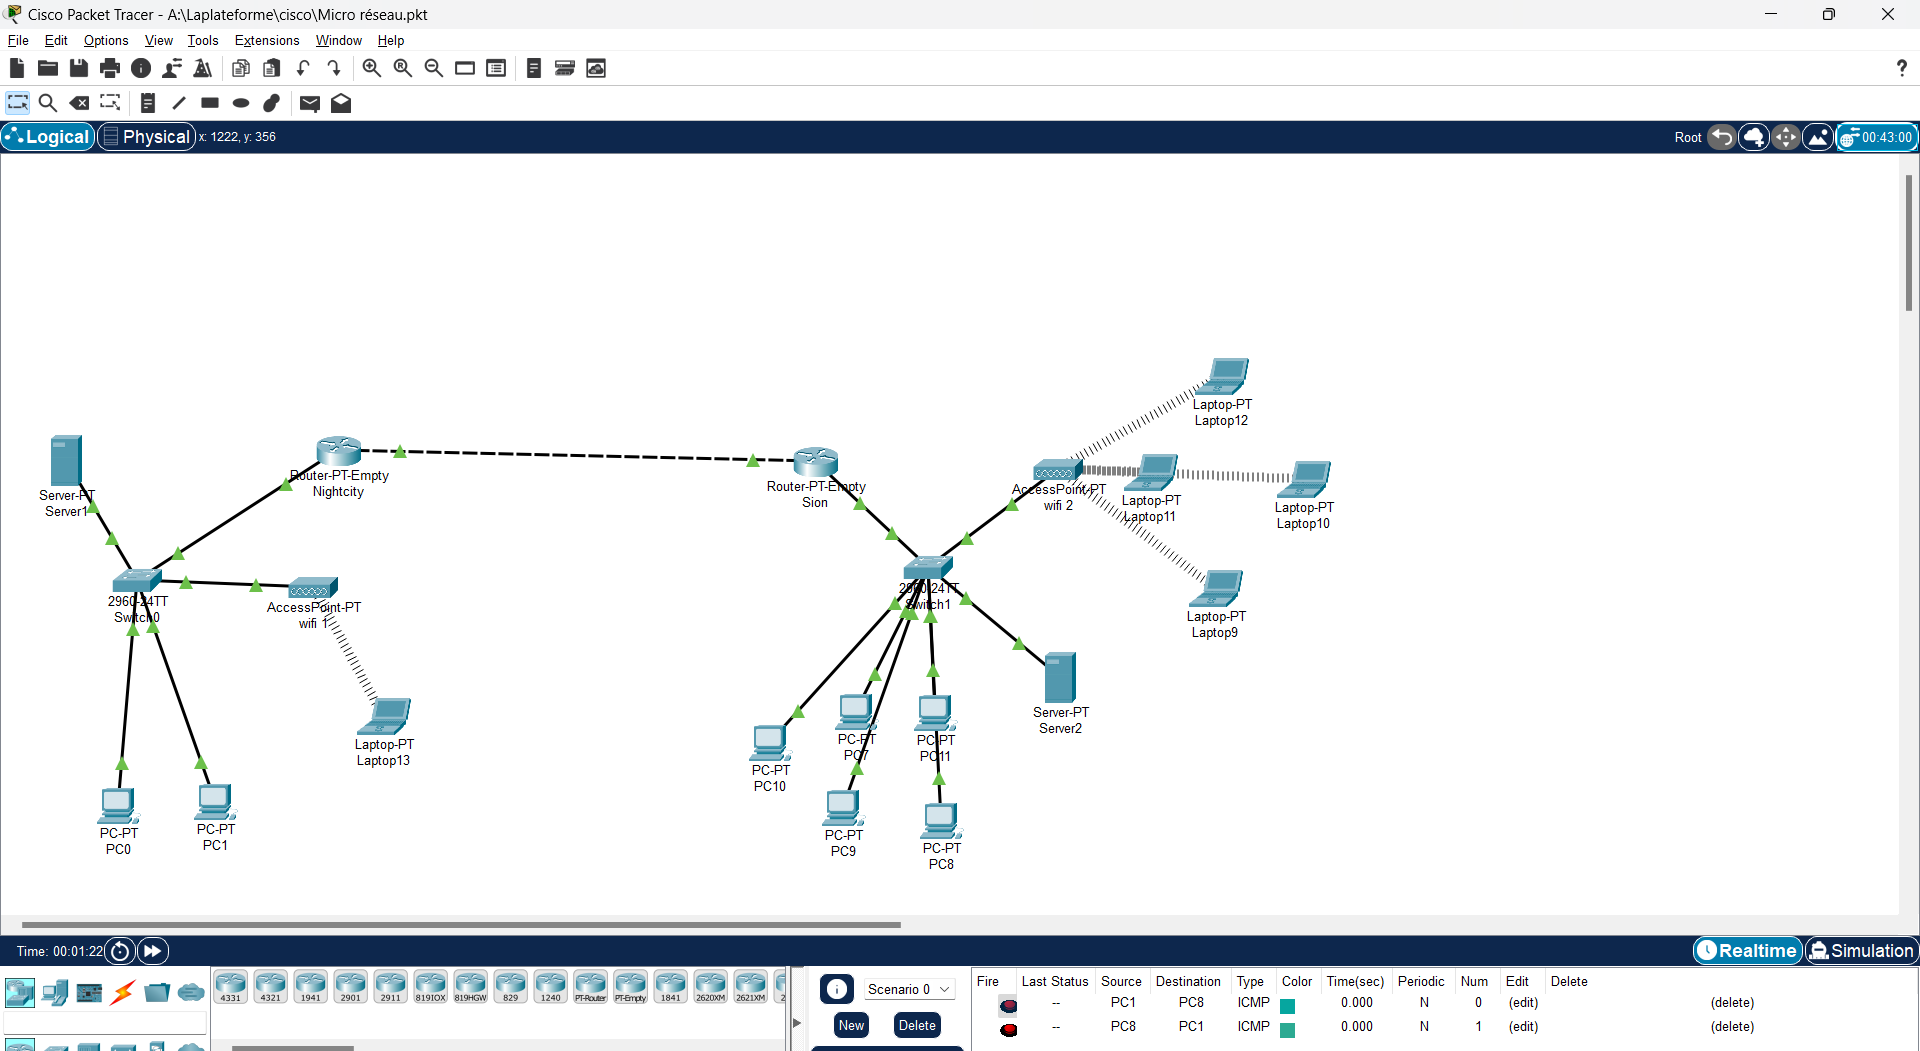 Cisco Packet Tracer - A:\Laplateforme\cisco\Micro réseau.pkt
File Edit Options View Tools Extensions Window Help
?
Logical Physical x: 1222, y: 356 Root 00:43:00
Laptop-PT
Laptop12
Server-PT
Server1
Router-PT-Empty
Nightcity
Router-PT-Empty
Sion
AccessPoint-PT
wifi 2
Laptop-PT
Laptop11
Laptop-PT
Laptop10
2960-24TT
Switch0
AccessPoint-PT
wifi 1
2960-24TT
Switch1
Laptop-PT
Laptop9
Laptop-PT
Laptop13
Server-PT
Server2
PC-PT
PC10
PC-PT
PC7
PC-PT
PC11
PC-PT
PC0
PC-PT
PC1
PC-PT
PC9
PC-PT
PC8
Time: 00:01:22 Realtime Simulation
4331 4321 1941 2901 2911 819IOX 819HGW 829 1240 PT-Router PT-Empty 1841 2620XM 2621XM 2
Scenario 0
New Delete
Fire Last Status Source Destination Type Color Time(sec) Periodic Num Edit Delete
-- PC1 PC8 ICMP 0.000 N 0 (edit) (delete)
-- PC8 PC1 ICMP 0.000 N 1 (edit) (delete)